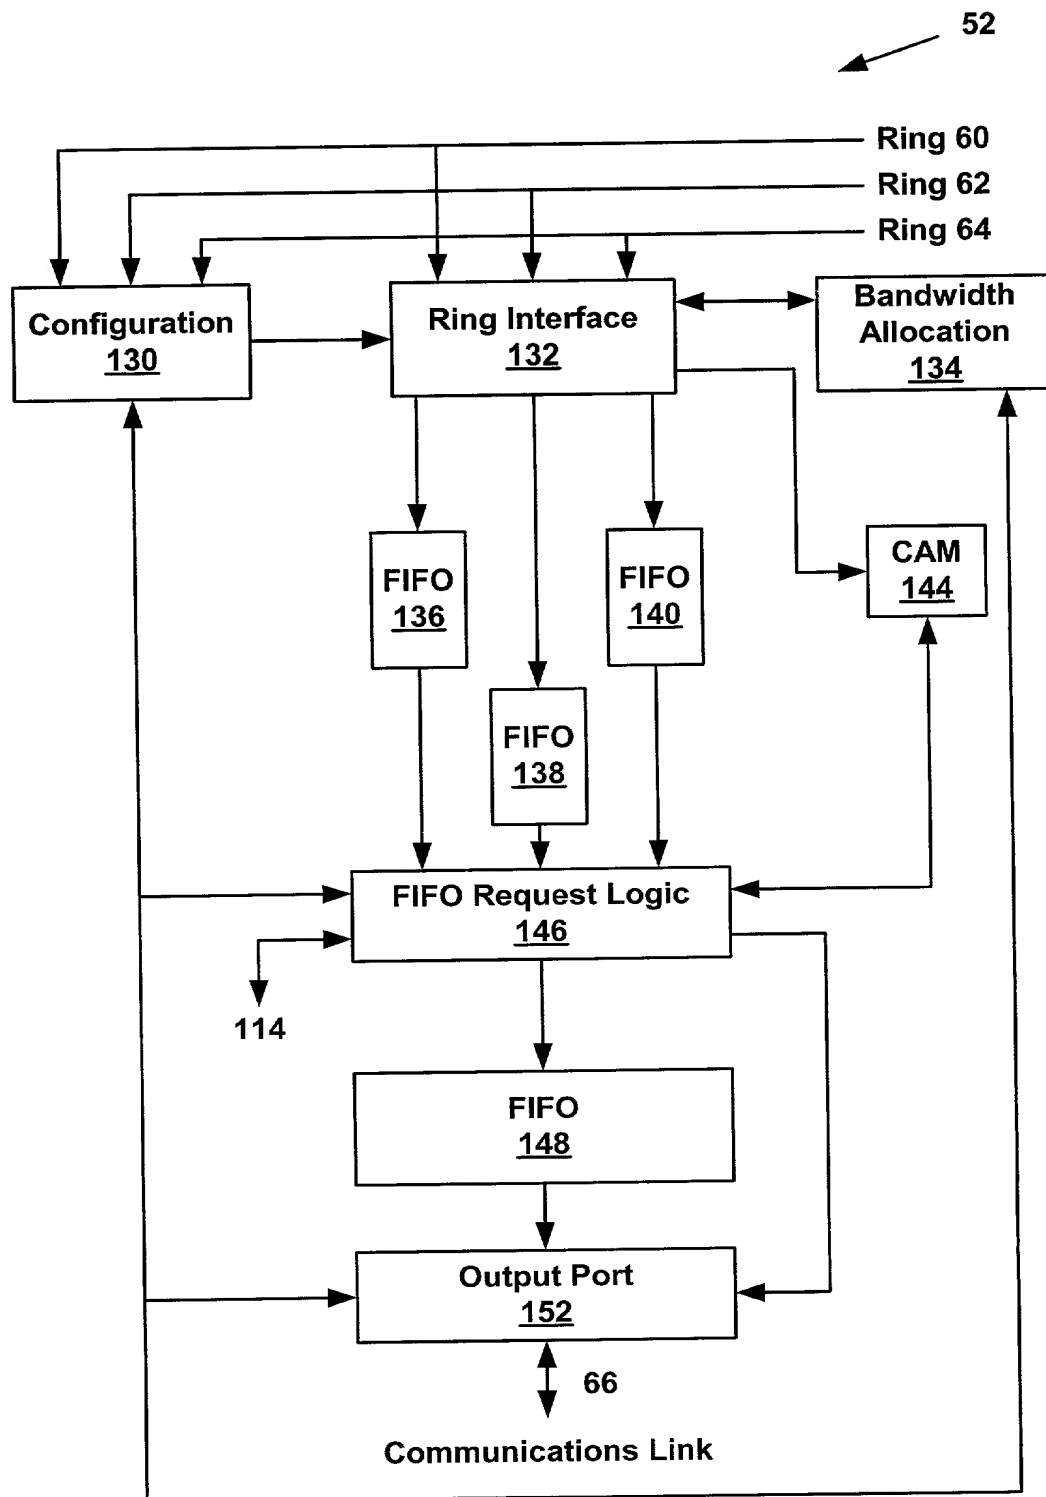 52
Ring 60
Ring 62
Ring 64
Configuration
130
Ring Interface
132
Bandwidth
Allocation
134
FIFO
136
FIFO
140
CAM
144
FIFO
138
FIFO Request Logic
146
114
FIFO
148
Output Port
152
66
Communications Link